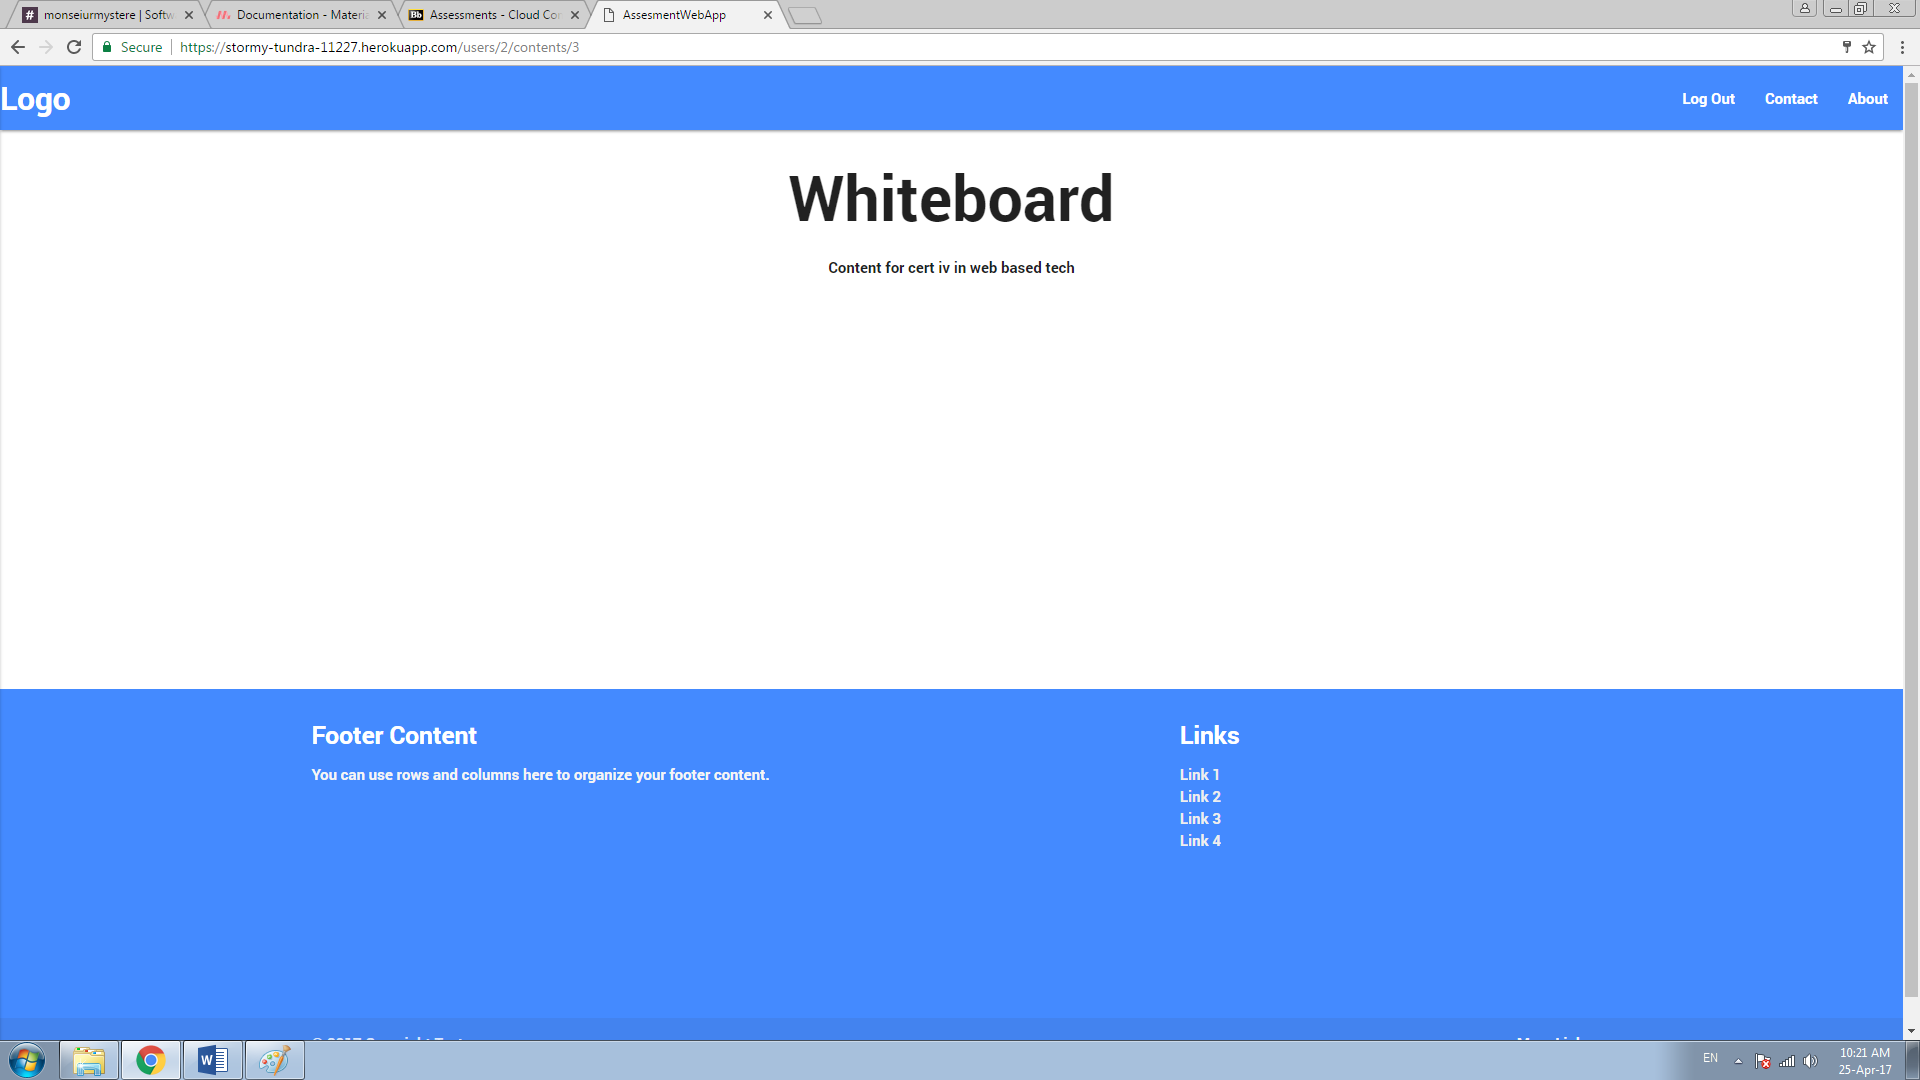 monseiurmystere | Softw
Documentation - Materia
Bb Assessments - Cloud Co
AssesmentWebApp
Secure https://stormy-tundra-11227.herokuapp.com/users/2/contents/3
Logo Log Out Contact About
Whiteboard
Content for cert iv in web based tech
Footer Content
You can use rows and columns here to organize your footer content.
Links
Link 1
Link 2
Link 3
Link 4
EN
10:21 AM
25-Apr-17